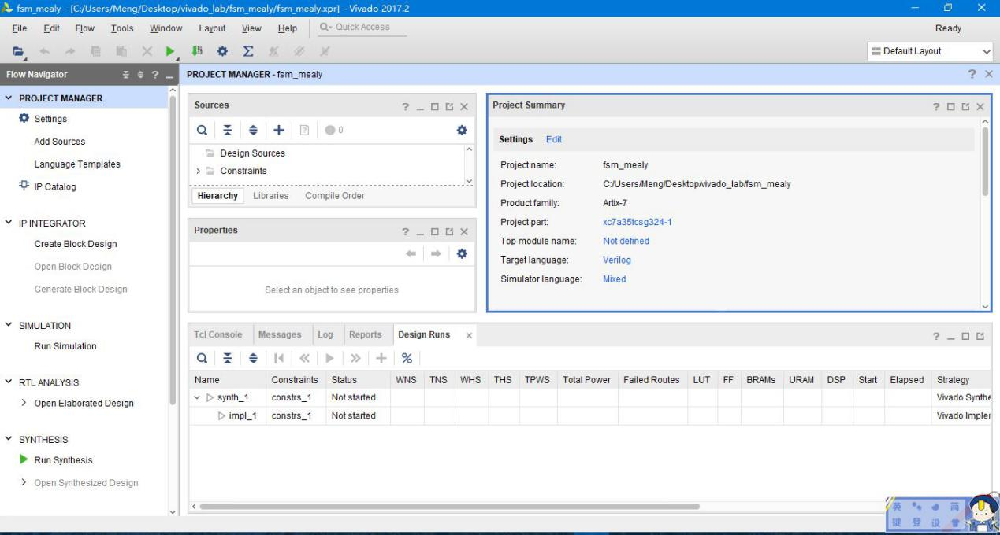 fsm_mealy - [C:/Users/Meng/Desktop/vivado_lab/fsm_mealy/fsm_mealy.xpr] - Vivado 2017.2
File Edit Flow Tools Window Layout View Help Quick Access Ready
Default Layout
Flow Navigator
PROJECT MANAGER
Settings
Add Sources
Language Templates
IP Catalog
IP INTEGRATOR
Create Block Design
Open Block Design
Generate Block Design
SIMULATION
Run Simulation
RTL ANALYSIS
Open Elaborated Design
SYNTHESIS
Run Synthesis
Open Synthesized Design
PROJECT MANAGER - fsm_mealy
Sources
0
Design Sources
Constraints
Hierarchy Libraries Compile Order
Properties
Select an object to see properties
Project Summary
Settings Edit
Project name: fsm_mealy
Project location: C:/Users/Meng/Desktop/vivado_lab/fsm_mealy
Product family: Artix-7
Project part: xc7a35tcsg324-1
Top module name: Not defined
Target language: Verilog
Simulator language: Mixed
Tcl Console Messages Log Reports Design Runs
Name Constraints Status WNS TNS WHS THS TPWS Total Power Failed Routes LUT FF BRAMs URAM DSP Start Elapsed Strategy
synth_1 constrs_1 Not started Vivado Synthe
impl_1 constrs_1 Not started Vivado Impler
英 简
键 登 设